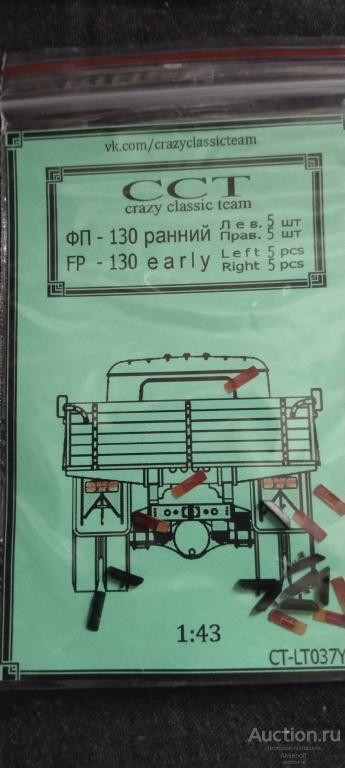 vk.com/crazyclassicteam
CCT
crazy classic team
ФП - 130 ранний Лев. 5 шт
Прав. 5 шт
FP - 130 early Left 5 pcs
Right 5 pcs
1:43
CT-LT037Y
Auction.ru